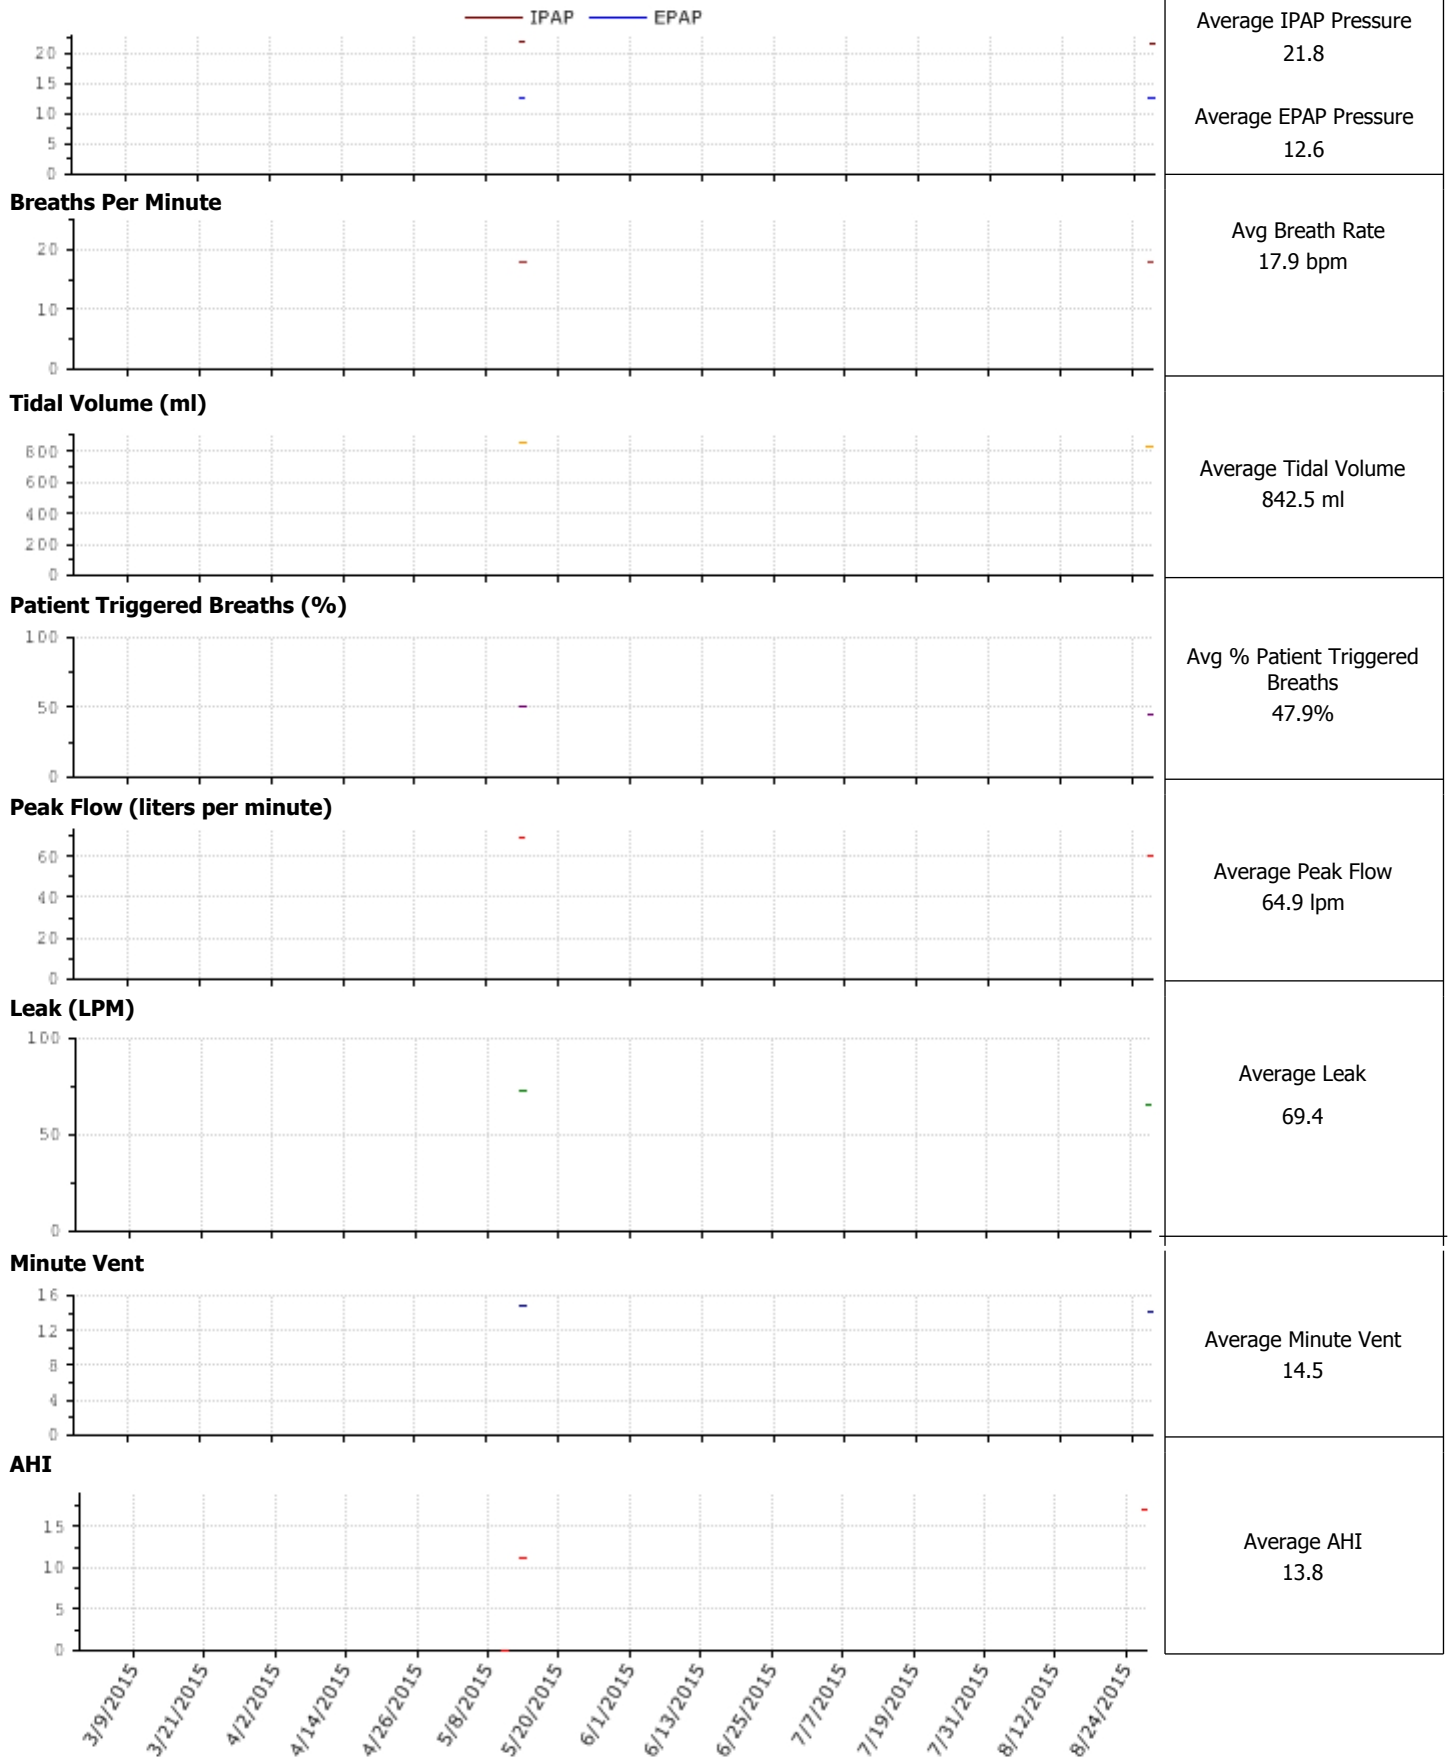 IPAP EPAP
20
15
10
5
0
Average IPAP Pressure
21.8
Average EPAP Pressure
12.6
Breaths Per Minute
20
10
0
Avg Breath Rate
17.9 bpm
Tidal Volume (ml)
800
600
400
200
0
Average Tidal Volume
842.5 ml
Patient Triggered Breaths (%)
100
50
0
Avg % Patient Triggered
Breaths
47.9%
Peak Flow (liters per minute)
60
40
20
0
Average Peak Flow
64.9 lpm
Leak (LPM)
100
50
0
Average Leak
69.4
Minute Vent
16
12
8
4
0
Average Minute Vent
14.5
AHI
15
10
5
0
Average AHI
13.8
3/9/2015
3/21/2015
4/2/2015
4/14/2015
4/26/2015
5/8/2015
5/20/2015
6/1/2015
6/13/2015
6/25/2015
7/7/2015
7/19/2015
7/31/2015
8/12/2015
8/24/2015